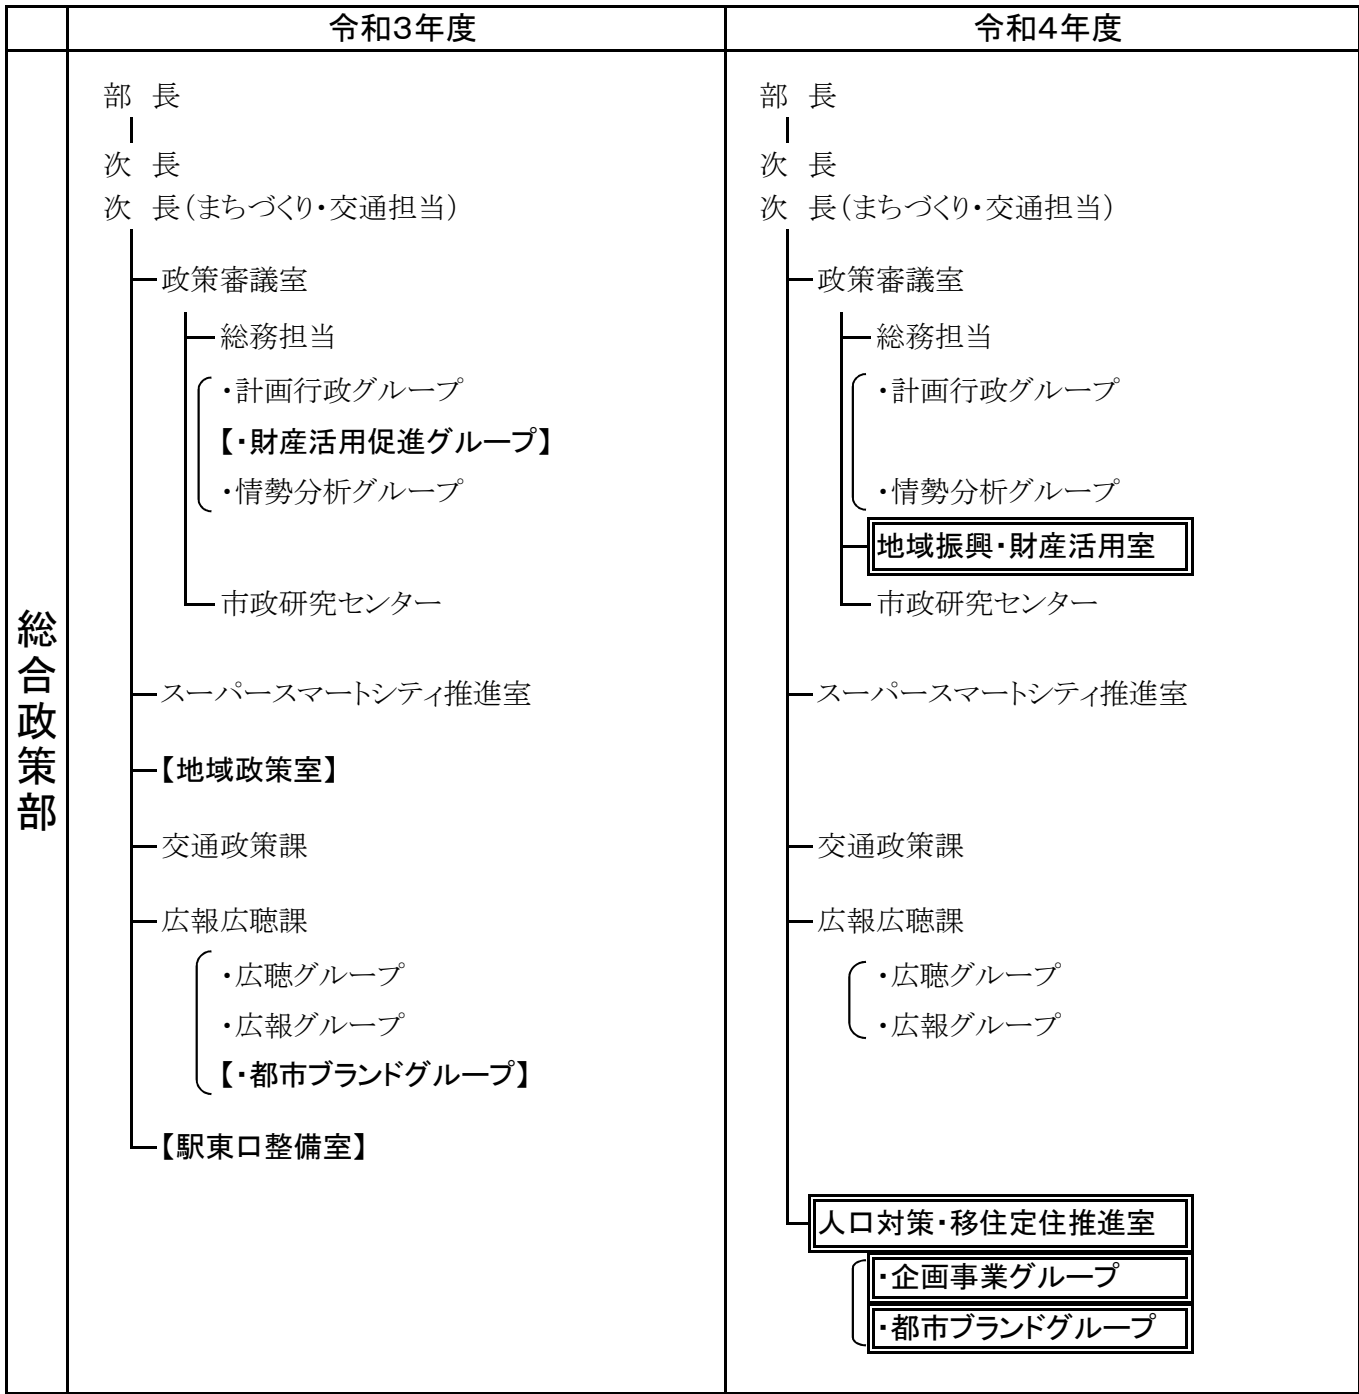 令和3年度
令和4年度
総合政策部
部 長
次 長
次 長(まちづくり・交通担当)
政策審議室
総務担当
・計画行政グループ
【・財産活用促進グループ】
・情勢分析グループ
市政研究センター
スーパースマートシティ推進室
【地域政策室】
交通政策課
広報広聴課
・広聴グループ
・広報グループ
【・都市ブランドグループ】
【駅東口整備室】
部 長
次 長
次 長(まちづくり・交通担当)
政策審議室
総務担当
・計画行政グループ
・情勢分析グループ
地域振興・財産活用室
市政研究センター
スーパースマートシティ推進室
交通政策課
広報広聴課
・広聴グループ
・広報グループ
人口対策・移住定住推進室
・企画事業グループ
・都市ブランドグループ